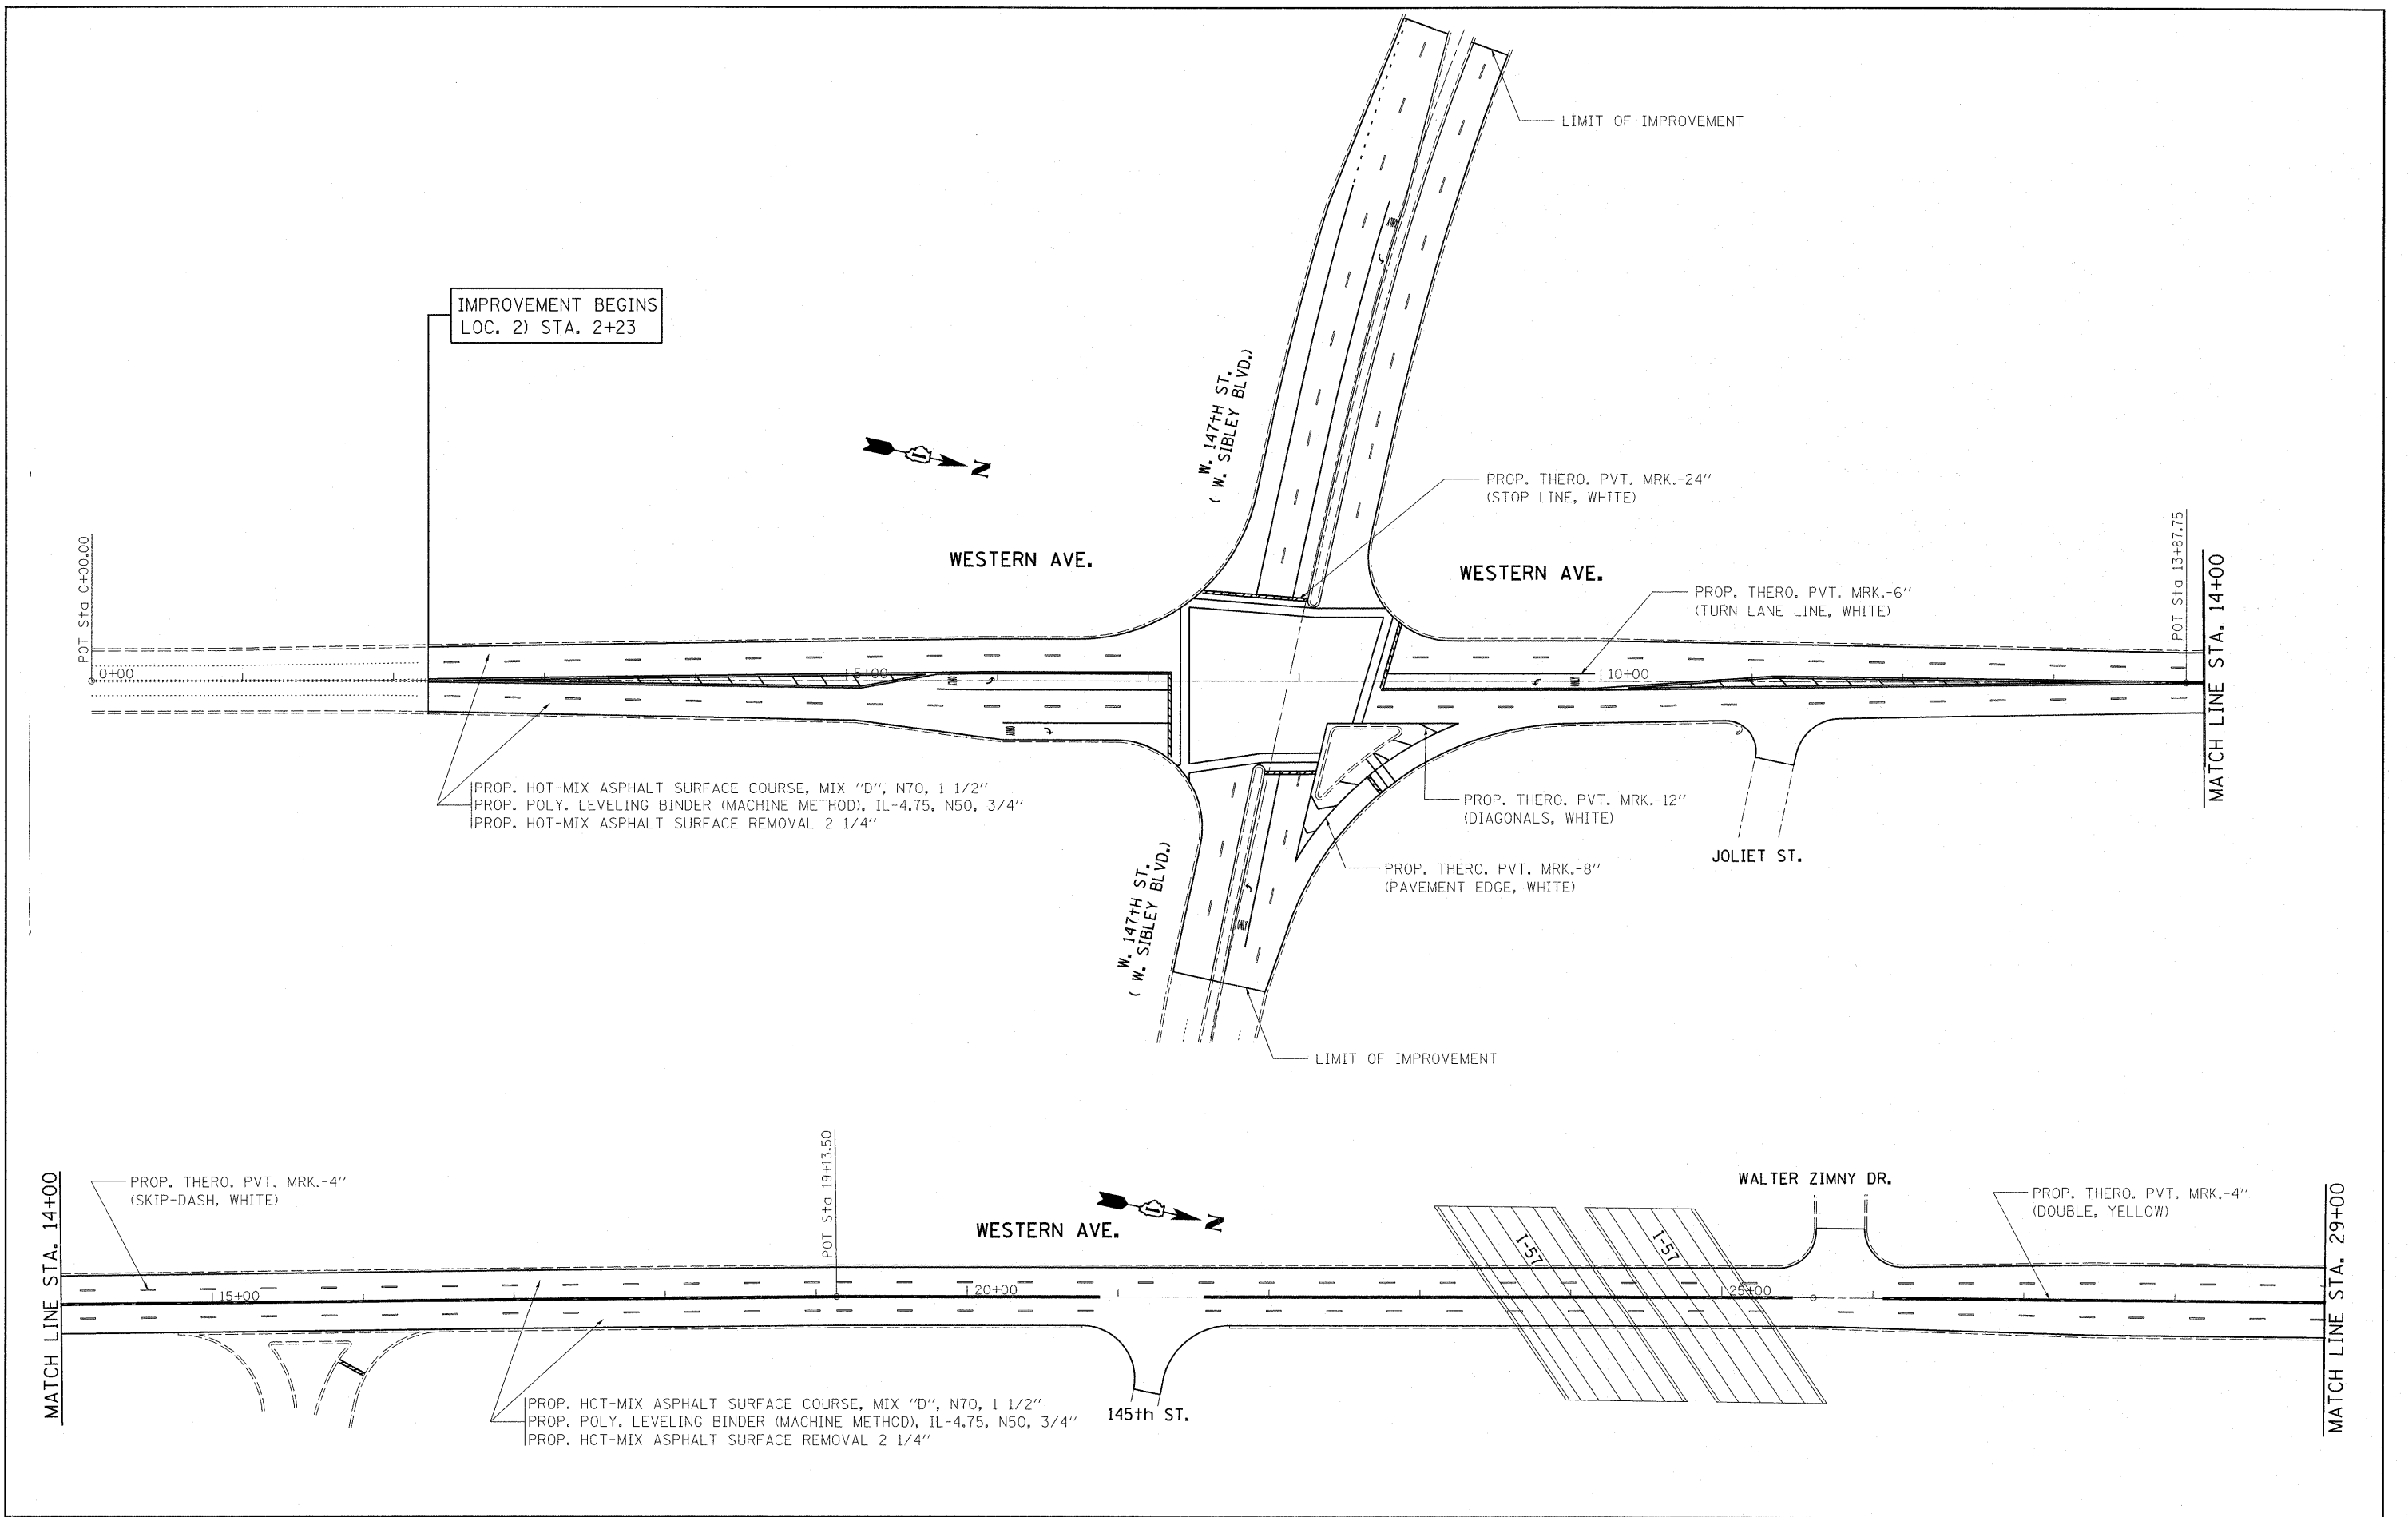 LIMIT OF IMPROVEMENT
IMPROVEMENT BEGINS
LOC. 2) STA. 2+23
W. 147TH ST.
( W. SIBLEY BLVD.)
N
1
PROP. THERO. PVT. MRK.-24"
(STOP LINE, WHITE)
WESTERN AVE.
WESTERN AVE.
PROP. THERO. PVT. MRK.-6"
(TURN LANE LINE, WHITE)
POT Sta 0+00.00
POT Sta 13+87.75
MATCH LINE STA. 14+00
0+00
5+00
10+00
ONLY
ONLY
ONLY
ONLY
ONLY
PROP. HOT-MIX ASPHALT SURFACE COURSE, MIX "D", N70, 1 1/2"
PROP. POLY. LEVELING BINDER (MACHINE METHOD), IL-4.75, N50, 3/4"
PROP. HOT-MIX ASPHALT SURFACE REMOVAL 2 1/4"
PROP. THERO. PVT. MRK.-12"
(DIAGONALS, WHITE)
JOLIET ST.
PROP. THERO. PVT. MRK.-8"
(PAVEMENT EDGE, WHITE)
W. 147TH ST.
( W. SIBLEY BLVD.)
LIMIT OF IMPROVEMENT
MATCH LINE STA. 14+00
PROP. THERO. PVT. MRK.-4"
(SKIP-DASH, WHITE)
POT Sta 19+13.50
WESTERN AVE.
1
N
WALTER ZIMNY DR.
PROP. THERO. PVT. MRK.-4"
(DOUBLE, YELLOW)
I-57
I-57
15+00
20+00
25+00
MATCH LINE STA. 29+00
PROP. HOT-MIX ASPHALT SURFACE COURSE, MIX "D", N70, 1 1/2"
PROP. POLY. LEVELING BINDER (MACHINE METHOD), IL-4.75, N50, 3/4"
PROP. HOT-MIX ASPHALT SURFACE REMOVAL 2 1/4"
145th ST.